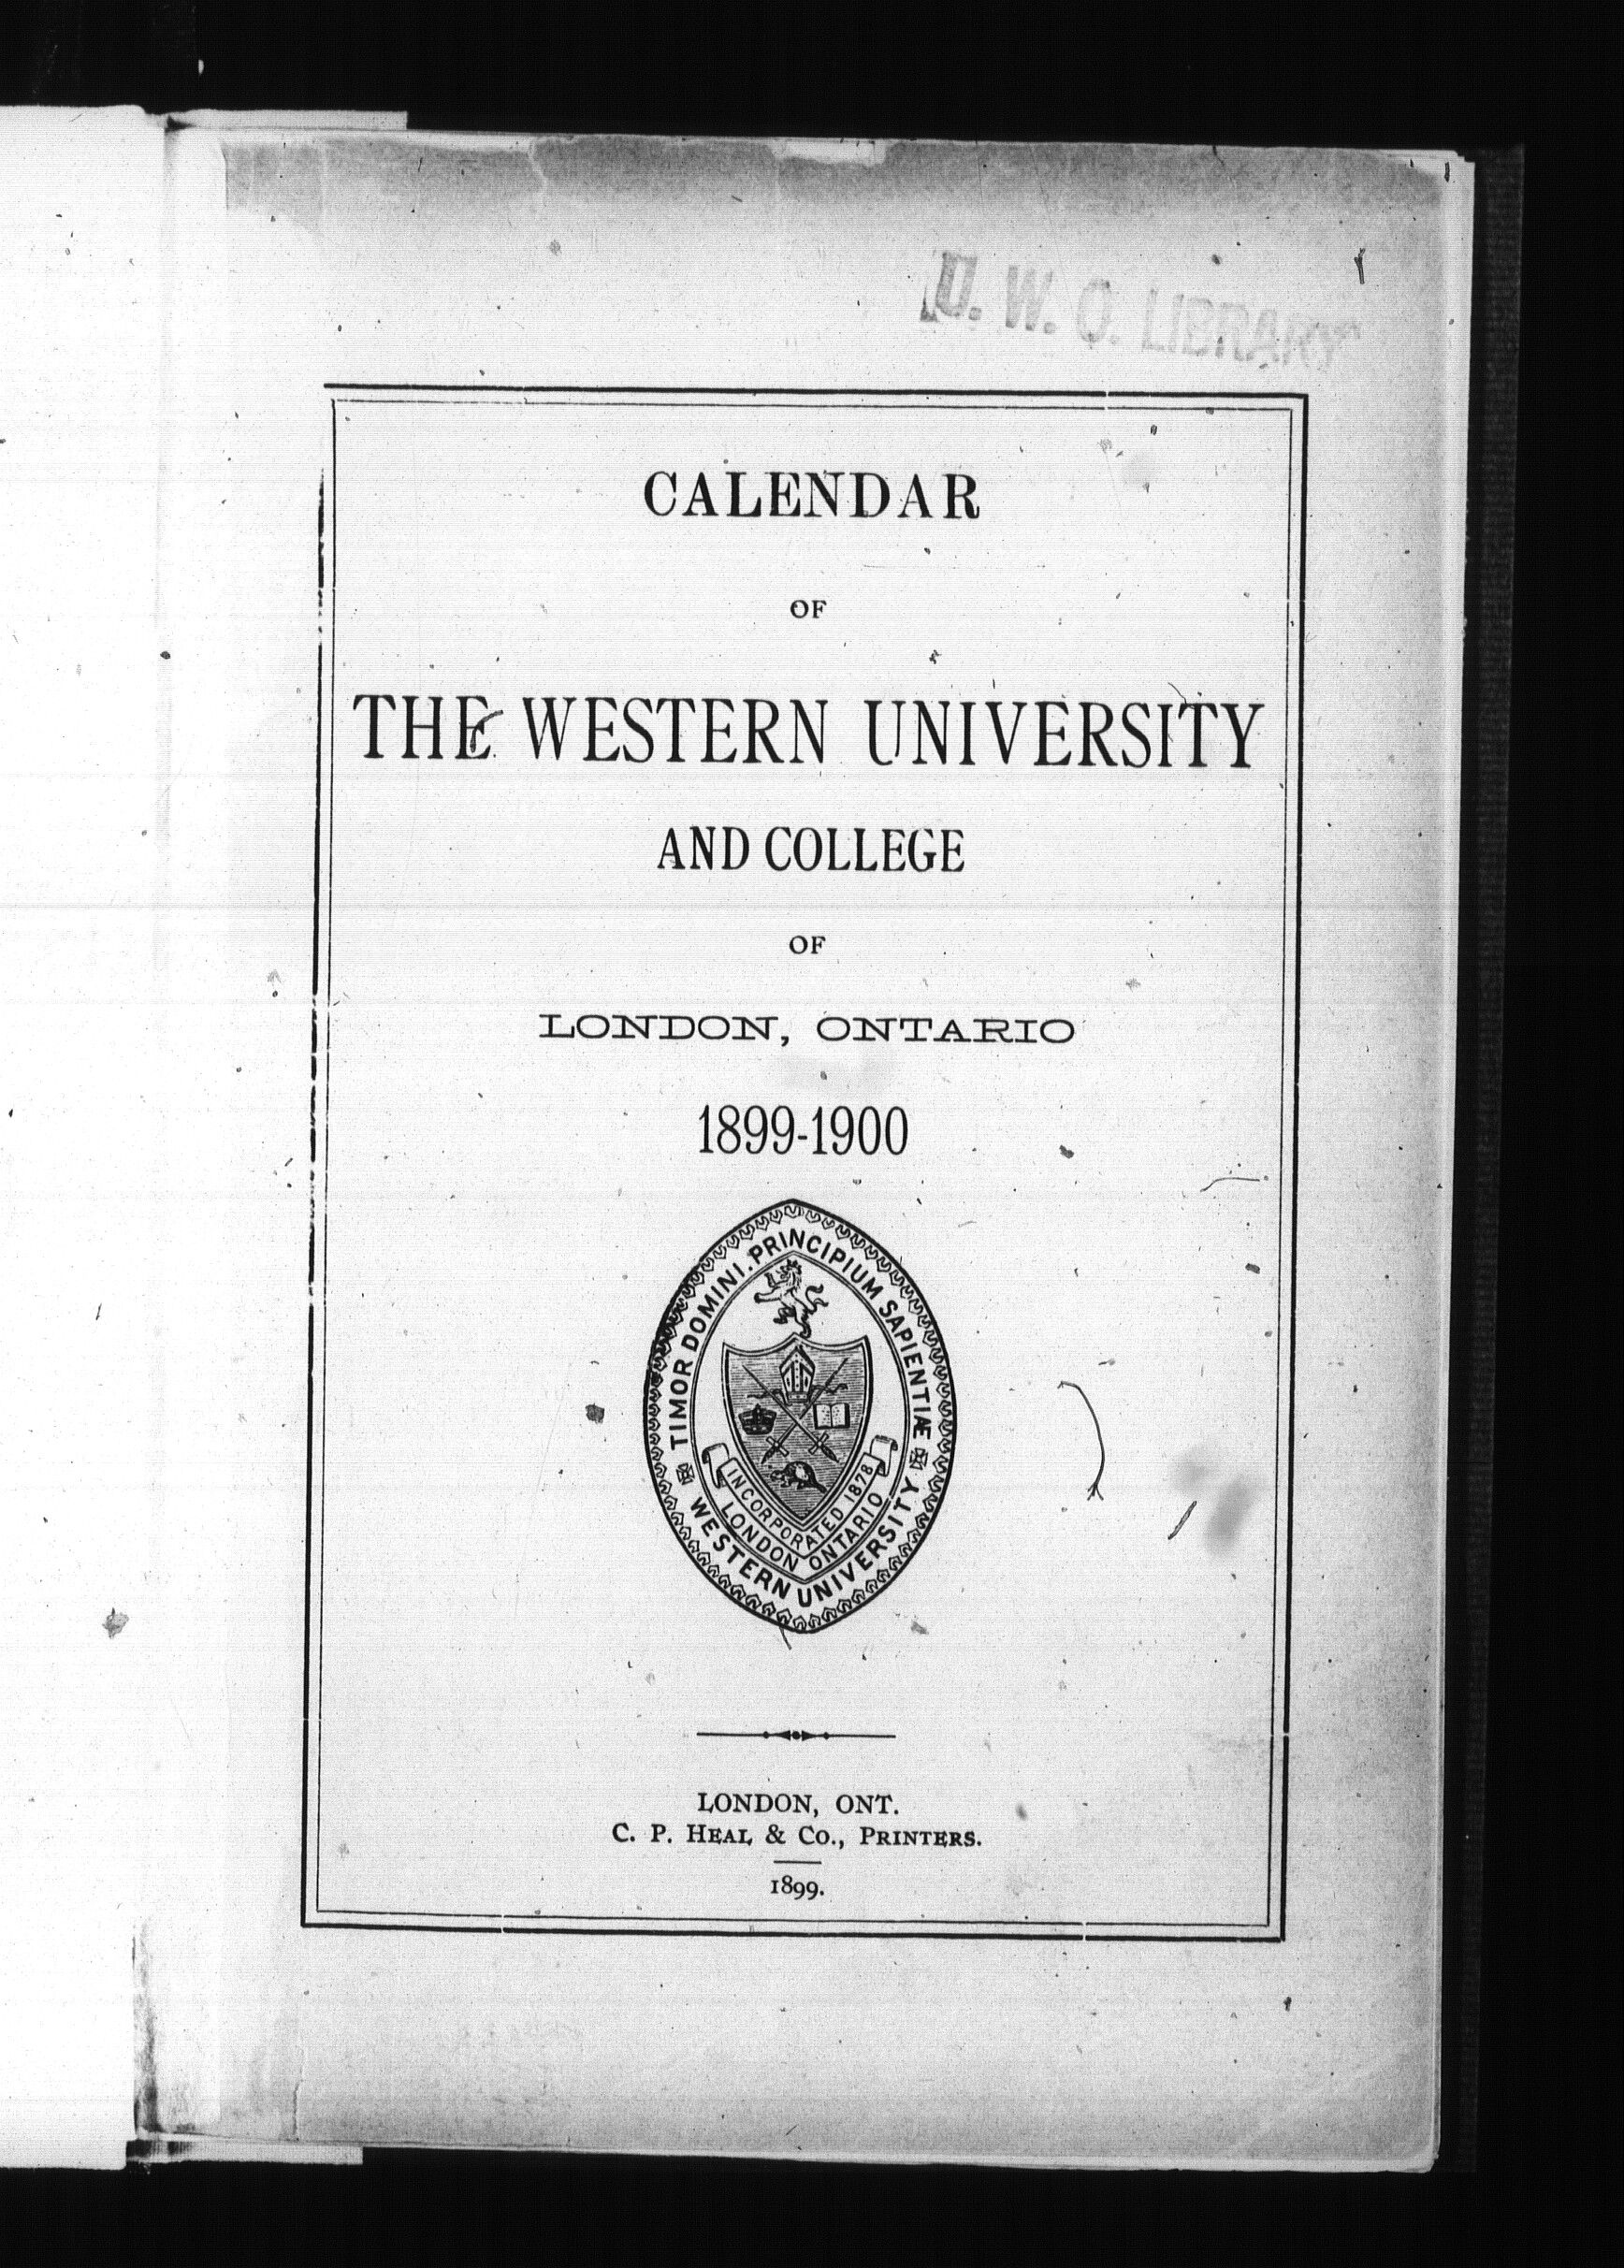 U. W. O. LIBRARY
CALENDAR
OF
THE WESTERN UNIVERSITY
AND COLLEGE
OF
LONDON, ONTARIO
1899-1900
TIMOR DOMINI. PRINCIPIUM SAPIENTIÆ
INCORPORATED 1878
LONDON ONTARIO
WESTERN UNIVERSITY
LONDON, ONT.
C. P. HEAL & CO., PRINTERS.
1899.